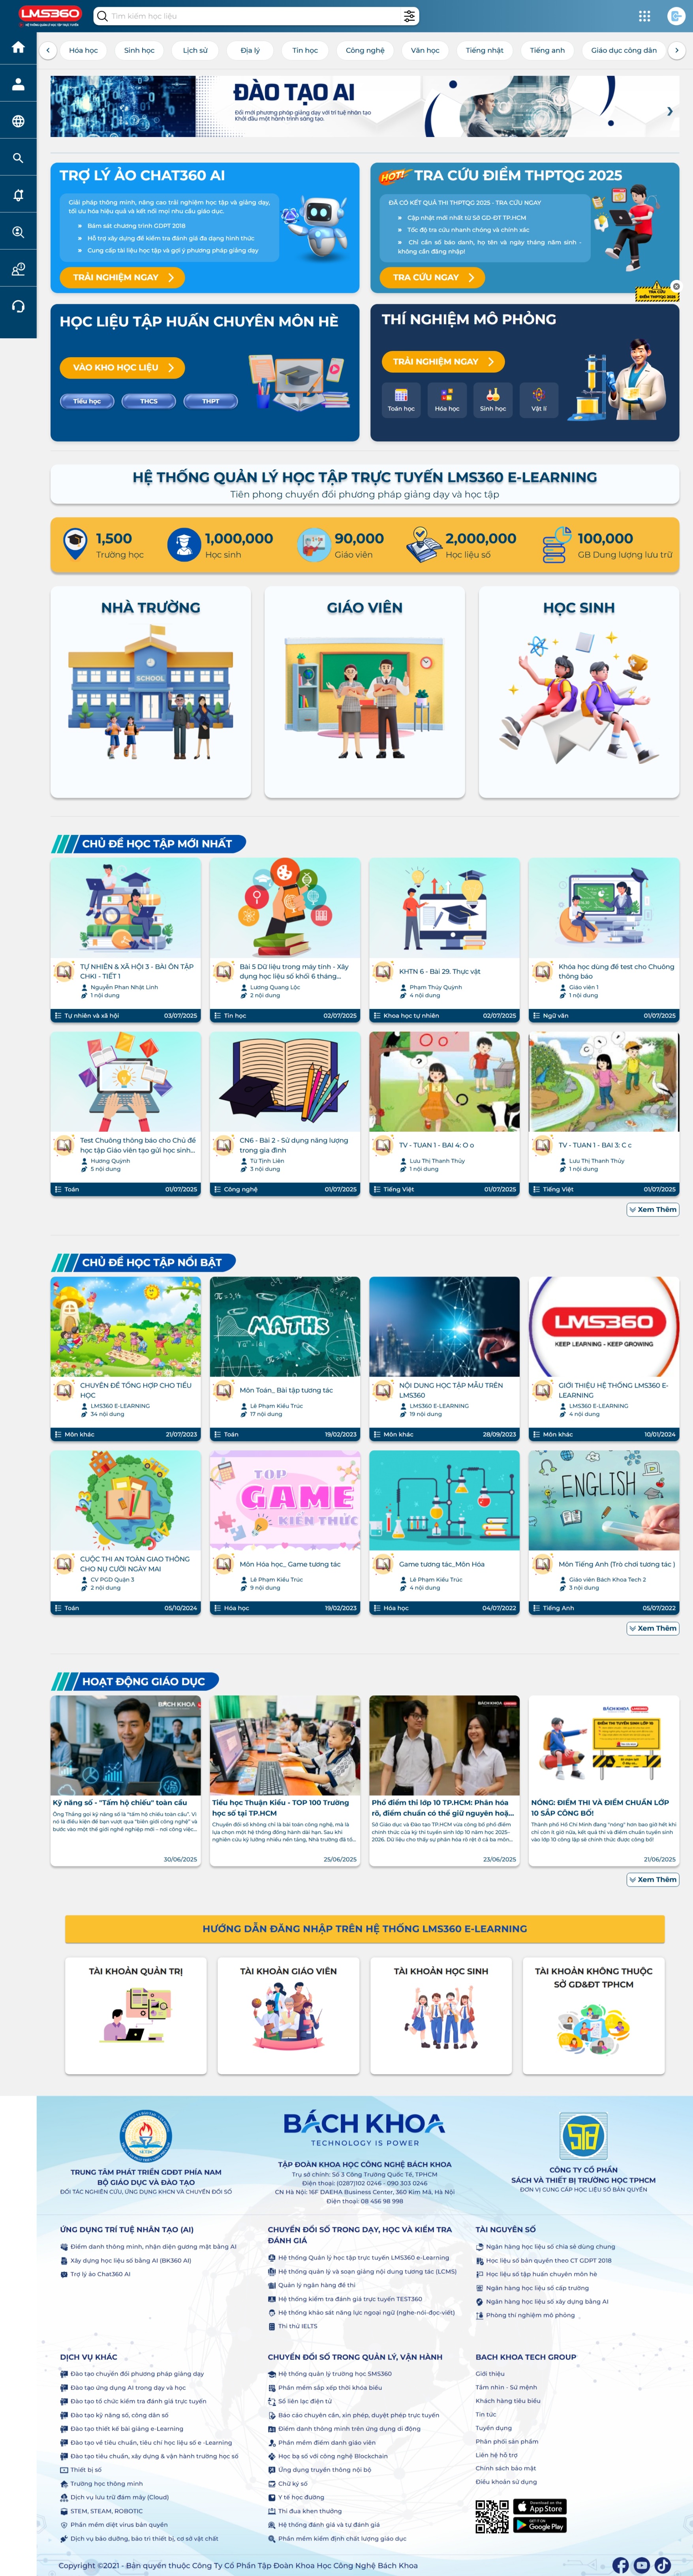 LMS360
HỆ THỐNG QUẢN LÝ HỌC TẬP TRỰC TUYẾN
Tìm kiếm học liệu
Hóa học
Sinh học
Lịch sử
Địa lý
Tin học
Công nghệ
Văn học
Tiếng nhật
Tiếng anh
Giáo dục công dân
ĐÀO TẠO AI
Đổi mới phương pháp giảng dạy với trí tuệ nhân tạo
Khởi đầu một hành trình sáng tạo.
TRỢ LÝ ẢO CHAT360 AI
Giải pháp thông minh, nâng cao trải nghiệm học tập và giảng dạy,
tối ưu hóa hiệu quả và kết nối mọi nhu cầu giáo dục.
Bám sát chương trình GDPT 2018
Hỗ trợ xây dựng đề kiểm tra đánh giá đa dạng hình thức
Cung cấp tài liệu học tập và gợi ý phương pháp giảng dạy
TRẢI NGHIỆM NGAY
HOT!
TRA CỨU ĐIỂM THPTQG 2025
ĐÃ CÓ KẾT QUẢ THI THPTQG 2025 - TRA CỨU NGAY
Cập nhật mới nhất từ Sở GD-ĐT TP.HCM
Tốc độ tra cứu nhanh chóng và chính xác
Chỉ cần số báo danh, họ tên và ngày tháng năm sinh -
không cần đăng nhập!
TRA CỨU NGAY
TRA CỨU
ĐIỂM THPTQG 2025
HỌC LIỆU TẬP HUẤN CHUYÊN MÔN HÈ
VÀO KHO HỌC LIỆU
Tiểu học
THCS
THPT
THÍ NGHIỆM MÔ PHỎNG
TRẢI NGHIỆM NGAY
Toán học
Hóa học
Sinh học
Vật lí
HỆ THỐNG QUẢN LÝ HỌC TẬP TRỰC TUYẾN LMS360 E-LEARNING
Tiên phong chuyển đổi phương pháp giảng dạy và học tập
1,500
Trường học
1,000,000
Học sinh
90,000
Giáo viên
2,000,000
Học liệu số
100,000
GB Dung lượng lưu trữ
NHÀ TRƯỜNG
SCHOOL
GIÁO VIÊN
HỌC SINH
CHỦ ĐỀ HỌC TẬP MỚI NHẤT
TỰ NHIÊN & XÃ HỘI 3 - BÀI ÔN TẬP
CHKI - TIẾT 1
Nguyễn Phan Nhật Linh
1 nội dung
Tự nhiên và xã hội 03/07/2025
Bài 5 Dữ liệu trong máy tính - Xây
dựng học liệu số khối 6 tháng...
Lương Quang Lộc
2 nội dung
Tin học 02/07/2025
KHTN 6 - Bài 29. Thực vật
Phạm Thúy Quỳnh
4 nội dung
Khoa học tự nhiên 02/07/2025
Khóa học dùng để test cho Chuông
thông báo
Giáo viên 1
1 nội dung
Ngữ văn 01/07/2025
Test Chuông thông báo cho Chủ đề
học tập Giáo viên tạo gửi học sinh...
Hương Quỳnh
5 nội dung
Toán 01/07/2025
CN6 - Bài 2 - Sử dụng năng lượng
trong gia đình
Từ Tịnh Liên
3 nội dung
Công nghệ 01/07/2025
TV - TUAN 1 - BAI 4: O o
Lưu Thị Thanh Thúy
1 nội dung
Tiếng Việt 01/07/2025
TV - TUAN 1 - BAI 3: C c
Lưu Thị Thanh Thúy
1 nội dung
Tiếng Việt 01/07/2025
Xem Thêm
CHỦ ĐỀ HỌC TẬP NỔI BẬT
CHUYÊN ĐỀ TỔNG HỢP CHO TIỂU
HỌC
LMS360 E-LEARNING
34 nội dung
Môn khác 21/07/2023
MATHS
Môn Toán_ Bài tập tương tác
Lê Phạm Kiều Trúc
17 nội dung
Toán 19/02/2023
NỘI DUNG HỌC TẬP MẪU TRÊN
LMS360
LMS360 E-LEARNING
19 nội dung
Môn khác 28/09/2023
LMS360
KEEP LEARNING - KEEP GROWING
GIỚI THIỆU HỆ THỐNG LMS360 E-
LEARNING
LMS360 E-LEARNING
4 nội dung
Môn khác 10/01/2024
CUỘC THI AN TOÀN GIAO THÔNG
CHO NỤ CƯỜI NGÀY MAI
CV PGD Quận 3
2 nội dung
Toán 05/10/2024
TOP
GAME
KIẾN THỨC
Môn Hóa học_ Game tương tác
Lê Phạm Kiều Trúc
9 nội dung
Hóa học 19/02/2023
Game tương tác_Môn Hóa
Lê Phạm Kiều Trúc
4 nội dung
Hóa học 04/07/2022
ENGLISH
Môn Tiếng Anh (Trò chơi tương tác )
Giáo viên Bách Khoa Tech 2
3 nội dung
Tiếng Anh 05/07/2022
Xem Thêm
HOẠT ĐỘNG GIÁO DỤC
BÁCH KHOA
Kỹ năng số - "Tấm hộ chiếu" toàn cầu
Ông Thắng gọi kỹ năng số là "tấm hộ chiếu toàn cầu". Vì
nó là điều kiện để bạn vượt qua "biên giới công nghệ" và
bước vào một thế giới nghề nghiệp mới – nơi công việc...
30/06/2025
Tiểu học Thuận Kiều - TOP 100 Trường
học số tại TP.HCM
Chuyển đổi số không chỉ là bài toán công nghệ, mà là
lựa chọn một hệ thống đồng hành dài hạn. Sau khi
nghiên cứu kỹ lưỡng nhiều nền tảng, Nhà trường đã tổ...
25/06/2025
BÁCH KHOA
Phổ điểm thi lớp 10 TP.HCM: Phân hóa
rõ, điểm chuẩn có thể giữ nguyên hoặ...
Sở Giáo dục và Đào tạo TP.HCM vừa công bố phổ điểm
chính thức của kỳ thi tuyển sinh lớp 10 năm học 2025-
2026. Dữ liệu cho thấy sự phân hóa rõ rệt ở cả ba môn...
23/06/2025
BÁCH KHOA
ĐIỂM THI TUYỂN SINH LỚP 10
NÓNG: ĐIỂM THI VÀ ĐIỂM CHUẨN LỚP
10 SẮP CÔNG BỐ!
Thành phố Hồ Chí Minh đang "nóng" hơn bao giờ hết khi
chỉ còn ít giờ nữa, kết quả thi và điểm chuẩn tuyển sinh
vào lớp 10 công lập sẽ chính thức được công bố!
21/06/2025
Xem Thêm
HƯỚNG DẪN ĐĂNG NHẬP TRÊN HỆ THỐNG LMS360 E-LEARNING
TÀI KHOẢN QUẢN TRỊ
TÀI KHOẢN GIÁO VIÊN
TÀI KHOẢN HỌC SINH
TÀI KHOẢN KHÔNG THUỘC
SỞ GD&ĐT TPHCM
TRUNG TÂM PHÁT TRIỂN GDĐT PHÍA NAM
BỘ GIÁO DỤC VÀ ĐÀO TẠO
ĐỐI TÁC NGHIÊN CỨU, ỨNG DỤNG KHCN VÀ CHUYỂN ĐỔI SỐ
BÁCH KHOA
TECHNOLOGY IS POWER
TẬP ĐOÀN KHOA HỌC CÔNG NGHỆ BÁCH KHOA
Trụ sở chính: Số 3 Công Trường Quốc Tế, TPHCM
Điện thoại: (0287)102 0246 - 090 303 0246
CN Hà Nội: 16F DAEHA Business Center, 360 Kim Mã, Hà Nội
Điện thoại: 08 456 98 998
CÔNG TY CỔ PHẦN
SÁCH VÀ THIẾT BỊ TRƯỜNG HỌC TPHCM
ĐƠN VỊ CUNG CẤP HỌC LIỆU SỐ BẢN QUYỀN
ỨNG DỤNG TRÍ TUỆ NHÂN TẠO (AI)
Điểm danh thông minh, nhận diện gương mặt bằng AI
Xây dựng học liệu số bằng AI (BK360 AI)
Trợ lý ảo Chat360 AI
CHUYỂN ĐỔI SỐ TRONG DẠY, HỌC VÀ KIỂM TRA
ĐÁNH GIÁ
Hệ thống Quản lý học tập trực tuyến LMS360 e-Learning
Hệ thống quản lý và soạn giảng nội dung tương tác (LCMS)
Quản lý ngân hàng đề thi
Hệ thống kiểm tra đánh giá trực tuyến TEST360
Hệ thống khảo sát năng lực ngoại ngữ (nghe-nói-đọc-viết)
Thi thử IELTS
TÀI NGUYÊN SỐ
Ngân hàng học liệu số chia sẻ dùng chung
Học liệu số bản quyền theo CT GDPT 2018
Học liệu số tập huấn chuyên môn hè
Ngân hàng học liệu số cấp trường
Ngân hàng học liệu số xây dựng bằng AI
Phòng thí nghiệm mô phỏng
DỊCH VỤ KHÁC
Đào tạo chuyển đổi phương pháp giảng dạy
Đào tạo ứng dụng AI trong dạy và học
Đào tạo tổ chức kiểm tra đánh giá trực tuyến
Đào tạo kỹ năng số, công dân số
Đào tạo thiết kế bài giảng e-Learning
Đào tạo về tiêu chuẩn, tiêu chí học liệu số e -Learning
Đào tạo tiêu chuẩn, xây dựng & vận hành trường học số
Thiết bị số
Trường học thông minh
Dịch vụ lưu trữ đám mây (Cloud)
STEM, STEAM, ROBOTIC
Phần mềm diệt virus bản quyền
Dịch vụ bảo dưỡng, bảo trì thiết bị, cơ sở vật chất
CHUYỂN ĐỔI SỐ TRONG QUẢN LÝ, VẬN HÀNH
Hệ thống quản lý trường học SMS360
Phần mềm sắp xếp thời khóa biểu
Sổ liên lạc điện tử
Báo cáo chuyên cần, xin phép, duyệt phép trực tuyến
Điểm danh thông minh trên ứng dụng di động
Phần mềm điểm danh giáo viên
Học bạ số với công nghệ Blockchain
Ứng dụng truyền thông nội bộ
Chữ ký số
Y tế học đường
Thi đua khen thưởng
Hệ thống đánh giá và tự đánh giá
Phần mềm kiểm định chất lượng giáo dục
BACH KHOA TECH GROUP
Giới thiệu
Tầm nhìn - Sứ mệnh
Khách hàng tiêu biểu
Tin tức
Tuyển dụng
Phân phối sản phẩm
Liên hệ hỗ trợ
Chính sách bảo mật
Điều khoản sử dụng
Download on the
App Store
GET IT ON
Google Play
Copyright ©2021 - Bản quyền thuộc Công Ty Cổ Phần Tập Đoàn Khoa Học Công Nghệ Bách Khoa